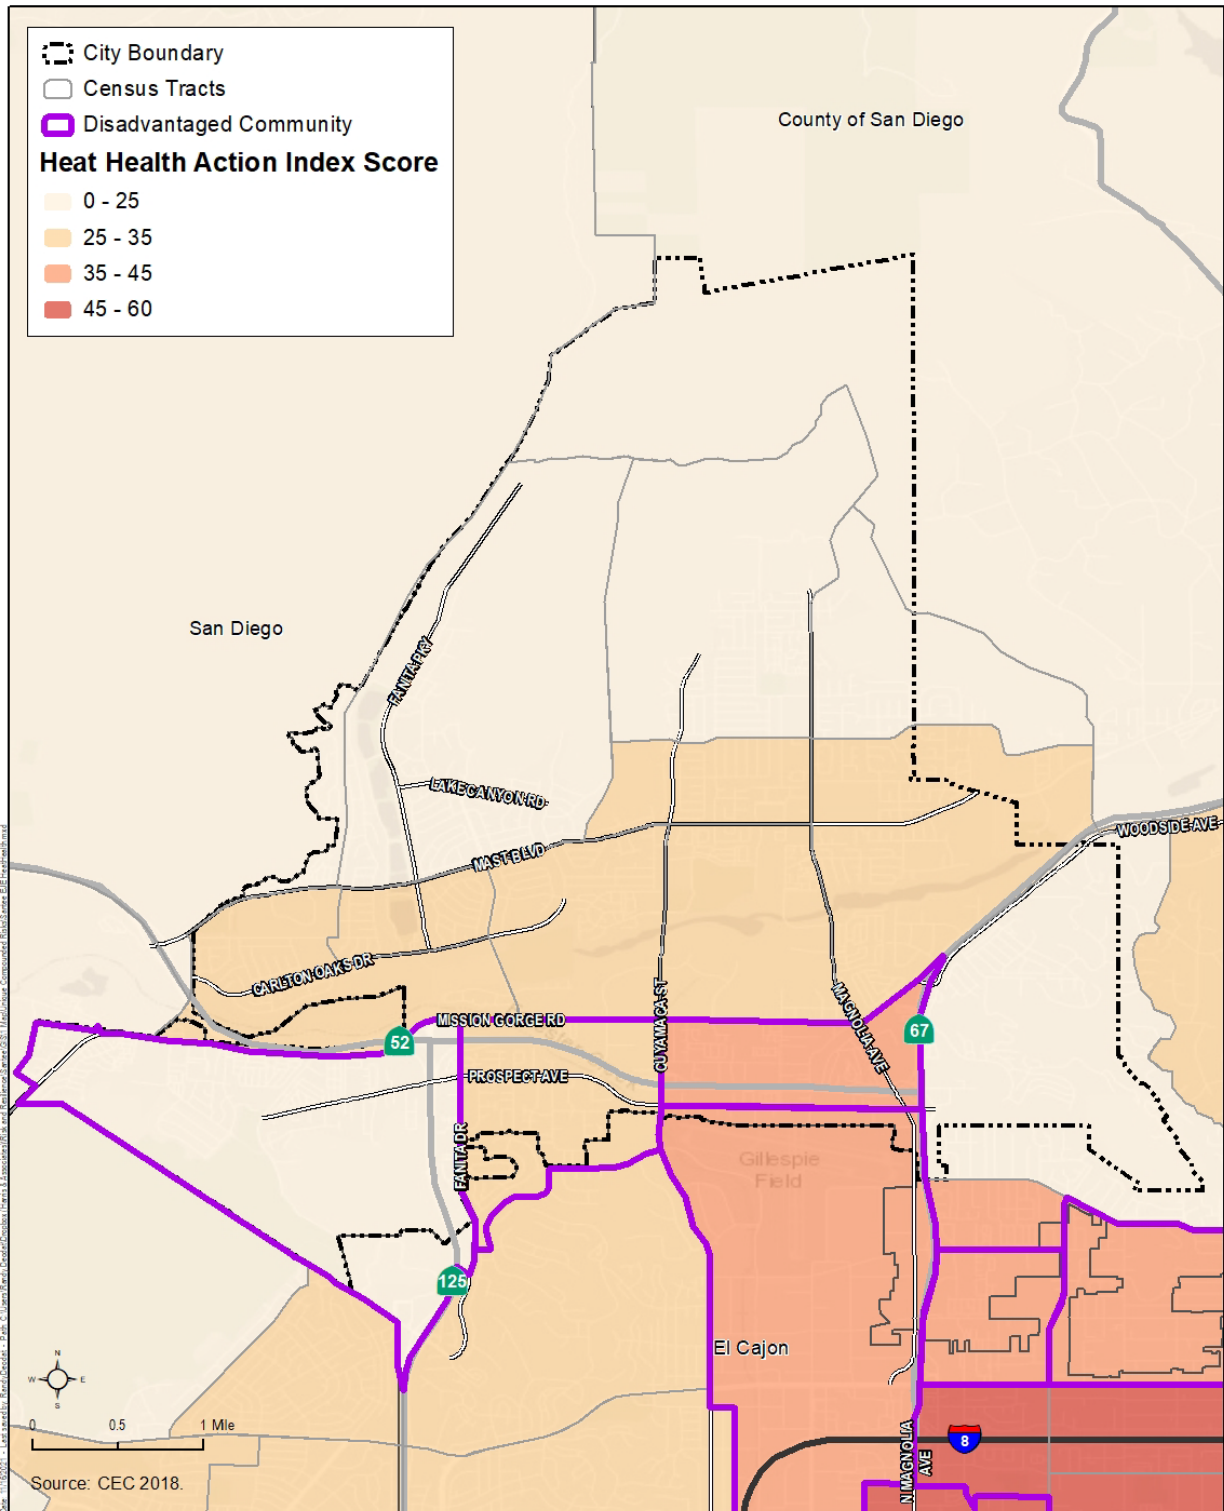 City Boundary
Census Tracts
Disadvantaged Community
Heat Health Action Index Score
0 - 25
25 - 35
35 - 45
45 - 60
County of San Diego
San Diego
FANITA PKY
LAKE CANYON RD
MAST BLVD
WOODSIDE AVE
CARLTON OAKS DR
CUYAMACA ST
MAGNOLIA AVE
MISSION GORGE RD
52
67
PROSPECT AVE
FANITA DR
Gillespie
Field
125
El Cajon
N
W E
S
0 0.5 1 Mile
N MAGNOLIA
AVE
8
Source: CEC 2018.